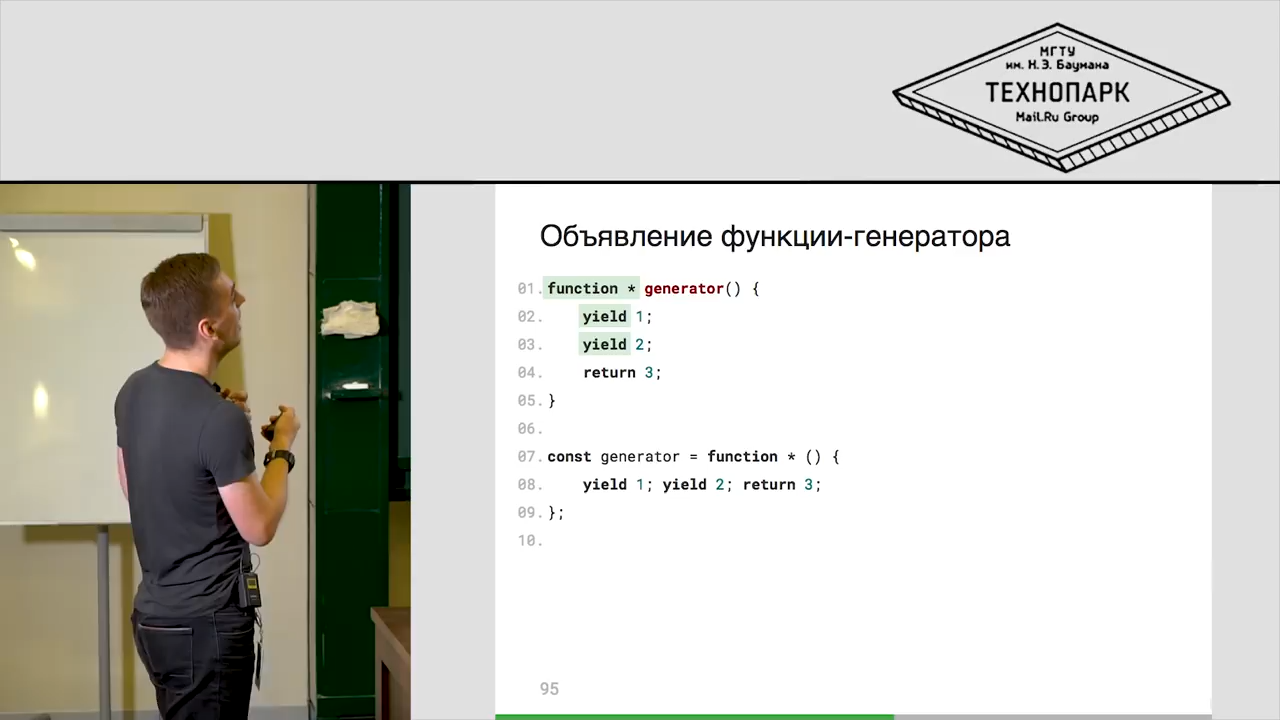 МГТУ
им. Н.Э. Баумана
ТЕХНОПАРК
Mail.Ru Group
Объявление функции-генератора
01. function * generator() {
02. yield 1;
03. yield 2;
04. return 3;
05. }
06.
07. const generator = function * () {
08. yield 1; yield 2; return 3;
09. };
10.
95